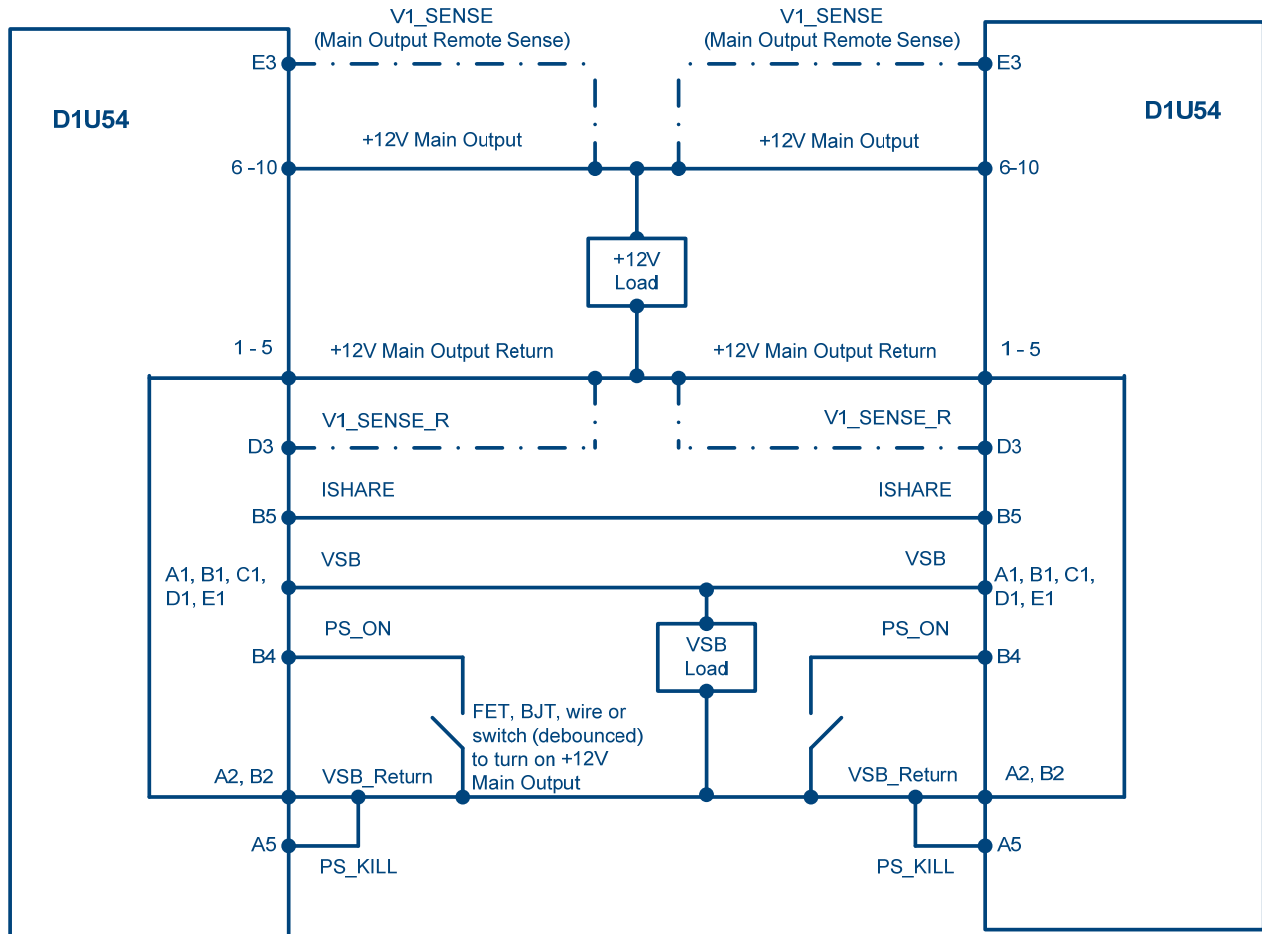 V1_SENSE
(Main Output Remote Sense)
V1_SENSE
(Main Output Remote Sense)
E3
E3
D1U54
D1U54
+12V Main Output
+12V Main Output
6 -10
6-10
+12V
Load
1 - 5
+12V Main Output Return
+12V Main Output Return
1 - 5
V1_SENSE_R
V1_SENSE_R
D3
D3
ISHARE
ISHARE
B5
B5
VSB
VSB
A1, B1, C1,
D1, E1
A1, B1, C1,
D1, E1
PS_ON
PS_ON
B4
B4
VSB
Load
FET, BJT, wire or
switch (debounced)
to turn on +12V
Main Output
A2, B2
VSB_Return
VSB_Return
A2, B2
A5
A5
PS_KILL
PS_KILL